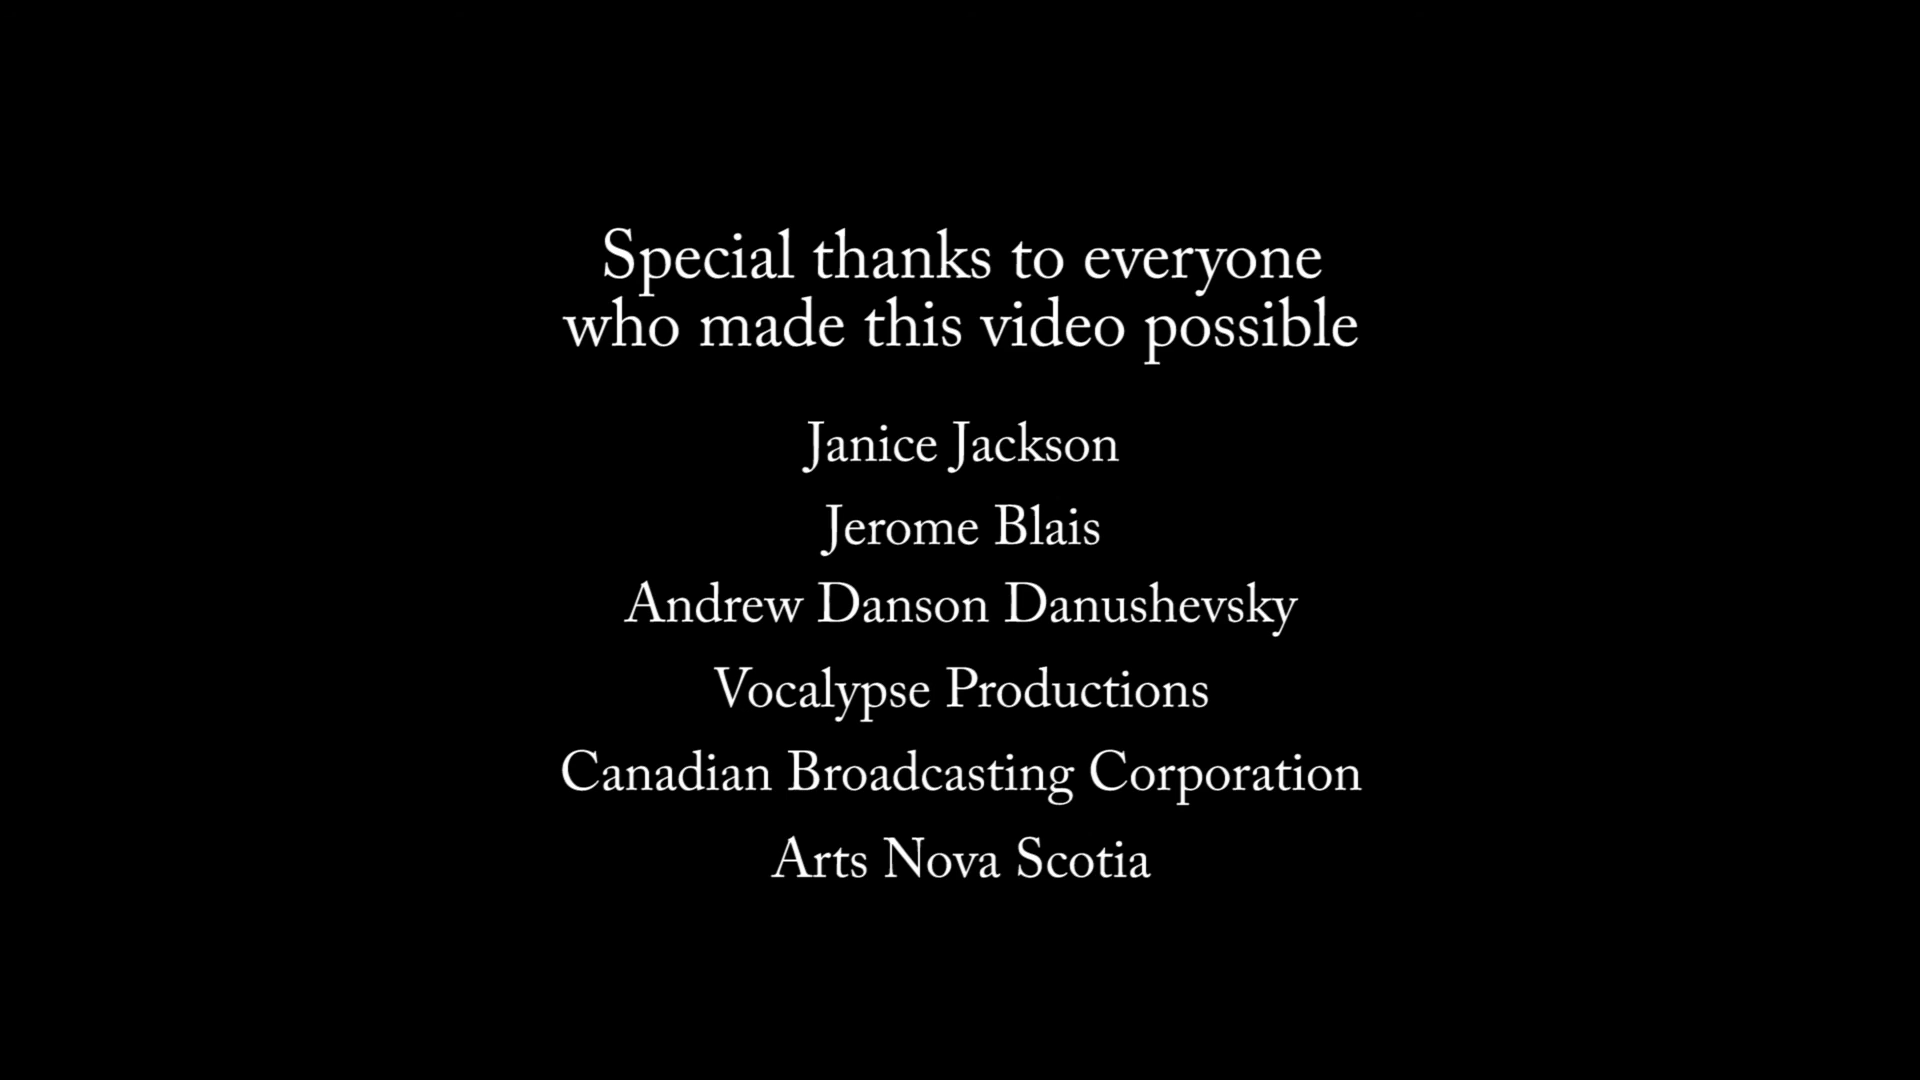 Special thanks to everyone
who made this video possible
Janice Jackson
Jerome Blais
Andrew Danson Danushevsky
Vocalypse Productions
Canadian Broadcasting Corporation
Arts Nova Scotia